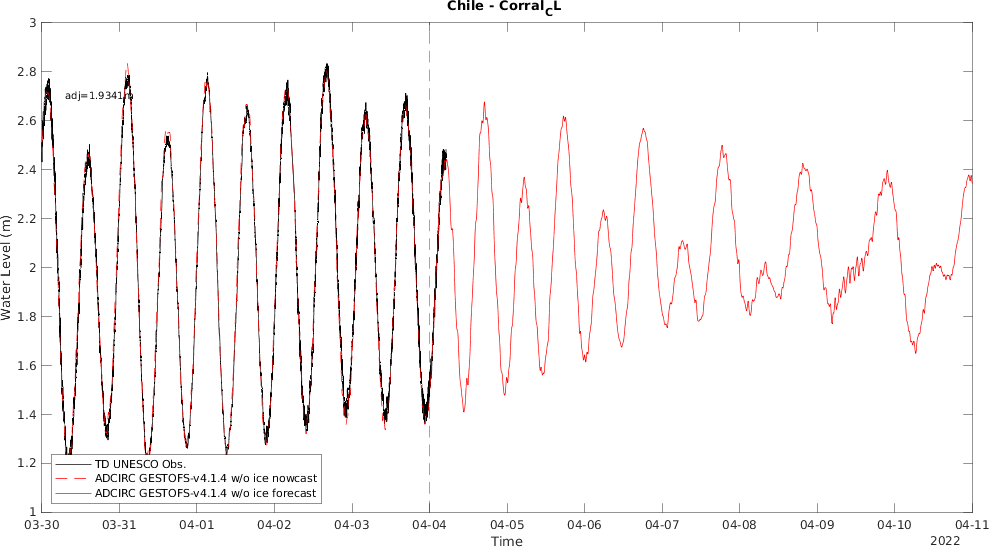 Chile - Corral_CL
3
2.8
adj=1.9341m
2.6
2.4
2.2
2
1.8
1.6
1.4
1.2
1
Water Level (m)
TD UNESCO Obs.
ADCIRC GESTOFS-v4.1.4 w/o ice nowcast
ADCIRC GESTOFS-v4.1.4 w/o ice forecast
03-30 03-31 04-01 04-02 04-03 04-04 04-05 04-06 04-07 04-08 04-09 04-10 04-11
Time
2022